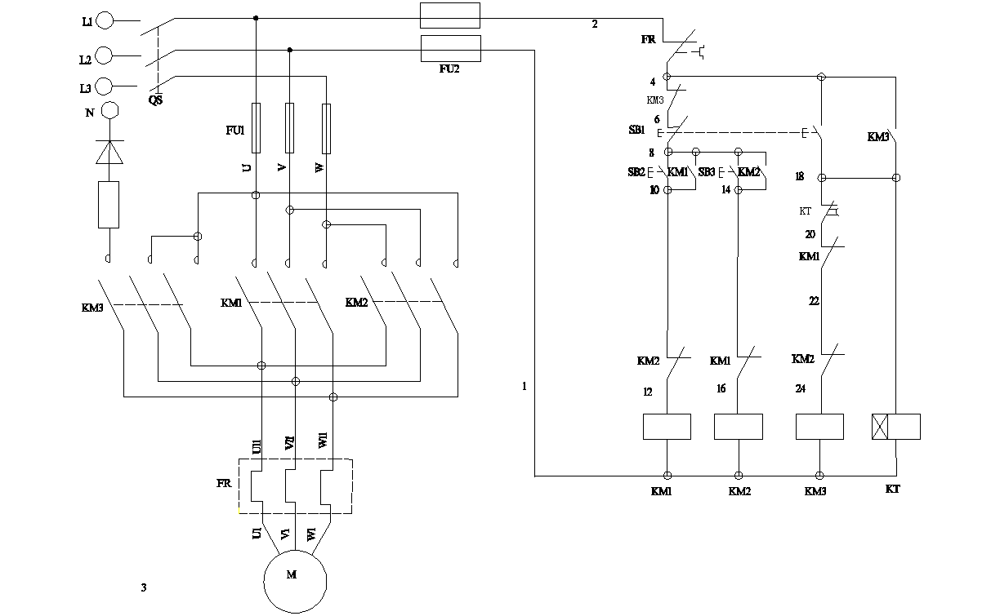 L1
2
FR
L2
FU2
4
L3
QS
KM3
N
6
FU1
SB1
KM3
8
U V W
SB2 KM1 SB3 KM2
18
10 14
KT
20
KM1
22
KM3 KM1 KM2
KM2 KM1 KM2
1
12 16 24
U11 V11 W11
FR
KM1 KM2 KM3 KT
U1 V1 W1
M
3